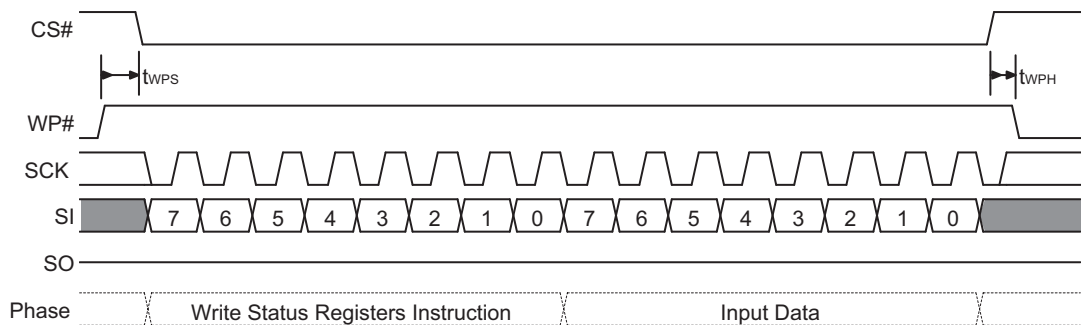 CS#
tWPS
tWPH
WP#
SCK
SI 7 6 5 4 3 2 1 0 7 6 5 4 3 2 1 0
SO
Phase Write Status Registers Instruction Input Data